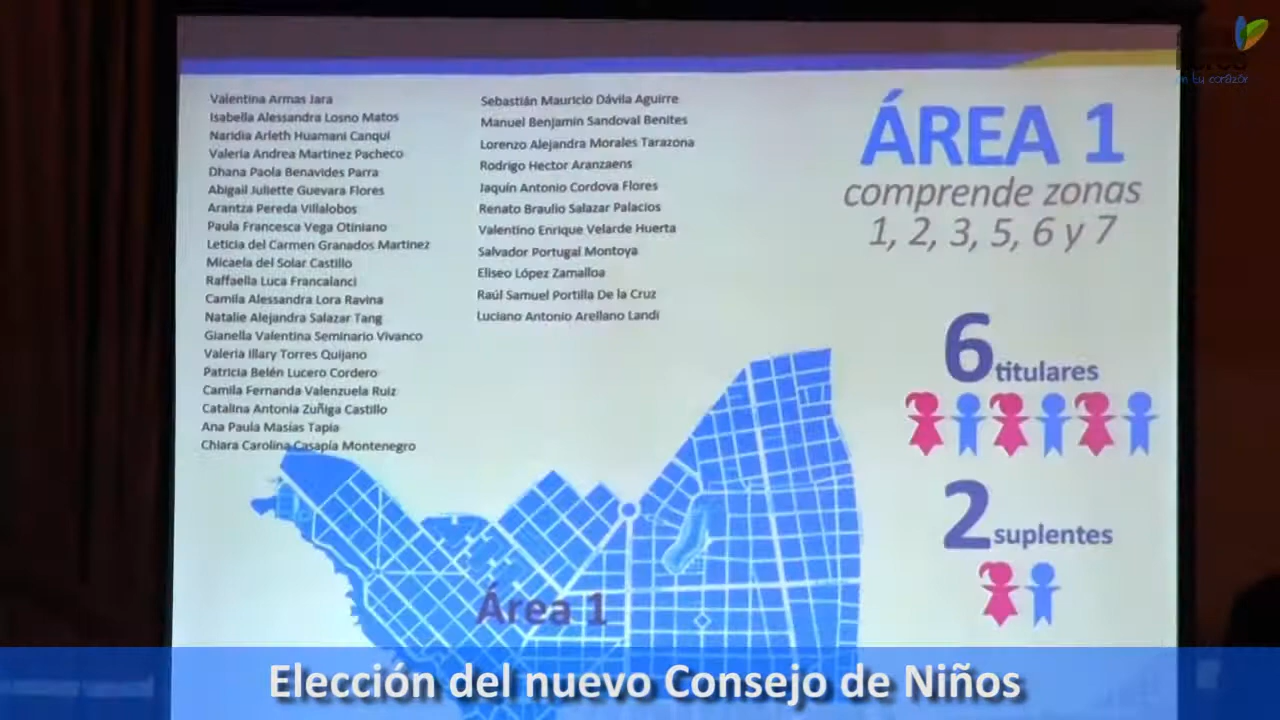 Valentina Armas Jara
Isabella Alessandra Losno Matos
Naridia Arleth Huamani Canqui
Valeria Andrea Martinez Pacheco
Dhana Paola Benavides Parra
Abigail Juliette Guevara Flores
Arantza Pereda Villalobos
Paula Francesca Vega Otiniano
Leticia del Carmen Granados Martinez
Micaela del Solar Castillo
Raffaella Luca Francalanci
Camila Alessandra Lora Ravina
Natalie Alejandra Salazar Tang
Gianella Valentina Seminario Vivanco
Valeria Illary Torres Quijano
Patricia Belén Lucero Cordero
Camila Fernanda Valenzuela Ruiz
Catalina Antonia Zuñiga Castillo
Ana Paula Masías Tapia
Chiara Carolina Casapía Montenegro
Sebastián Mauricio Dávila Aguirre
Manuel Benjamin Sandoval Benites
Lorenzo Alejandra Morales Tarazona
Rodrigo Hector Aranzaens
Jaquín Antonio Cordova Flores
Renato Braulio Salazar Palacios
Valentino Enrique Velarde Huerta
Salvador Portugal Montoya
Eliseo López Zamalloa
Raúl Samuel Portilla De la Cruz
Luciano Antonio Arellano Landi
ÁREA 1
comprende zonas
1, 2, 3, 5, 6 y 7
6 titulares
2 suplentes
Área 1
en tu corazón
Elección del nuevo Consejo de Niños